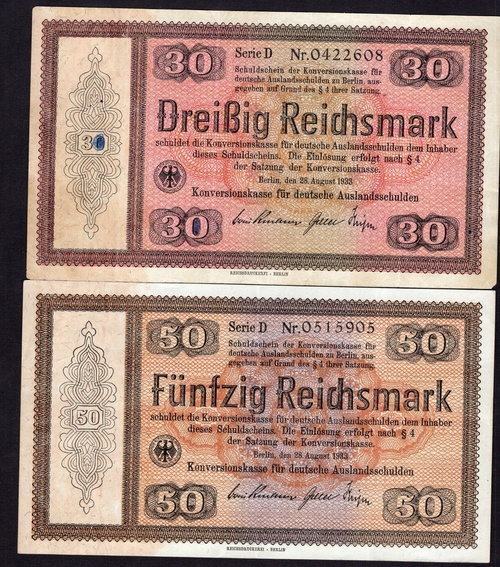 30 Serie D Nr.0422608 30
Schuldschein der Konversionskasse für
deutsche Auslandsschulden zu Berlin, aus-
gegeben auf Grund des § 4 ihrer Satzung.
Dreißig Reichsmark
30
schuldet die Konversionskasse für deutsche Auslandsschulden dem Inhaber
dieses Schuldscheins. Die Einlösung erfolgt nach § 4
der Satzung der Konversionskasse.
Berlin, den 28. August 1933
Konversionskasse für deutsche Auslandsschulden
30 30
REICHSDRUCKEREI - BERLIN
50 Serie D Nr.0515905 50
Schuldschein der Konversionskasse für
deutsche Auslandsschulden zu Berlin, aus-
gegeben auf Grund des § 4 ihrer Satzung.
Fünfzig Reichsmark
50
schuldet die Konversionskasse für deutsche Auslandsschulden dem Inhaber
dieses Schuldscheins. Die Einlösung erfolgt nach § 4
der Satzung der Konversionskasse.
Berlin, den 28. August 1933
Konversionskasse für deutsche Auslandsschulden
50 50
REICHSDRUCKEREI - BERLIN